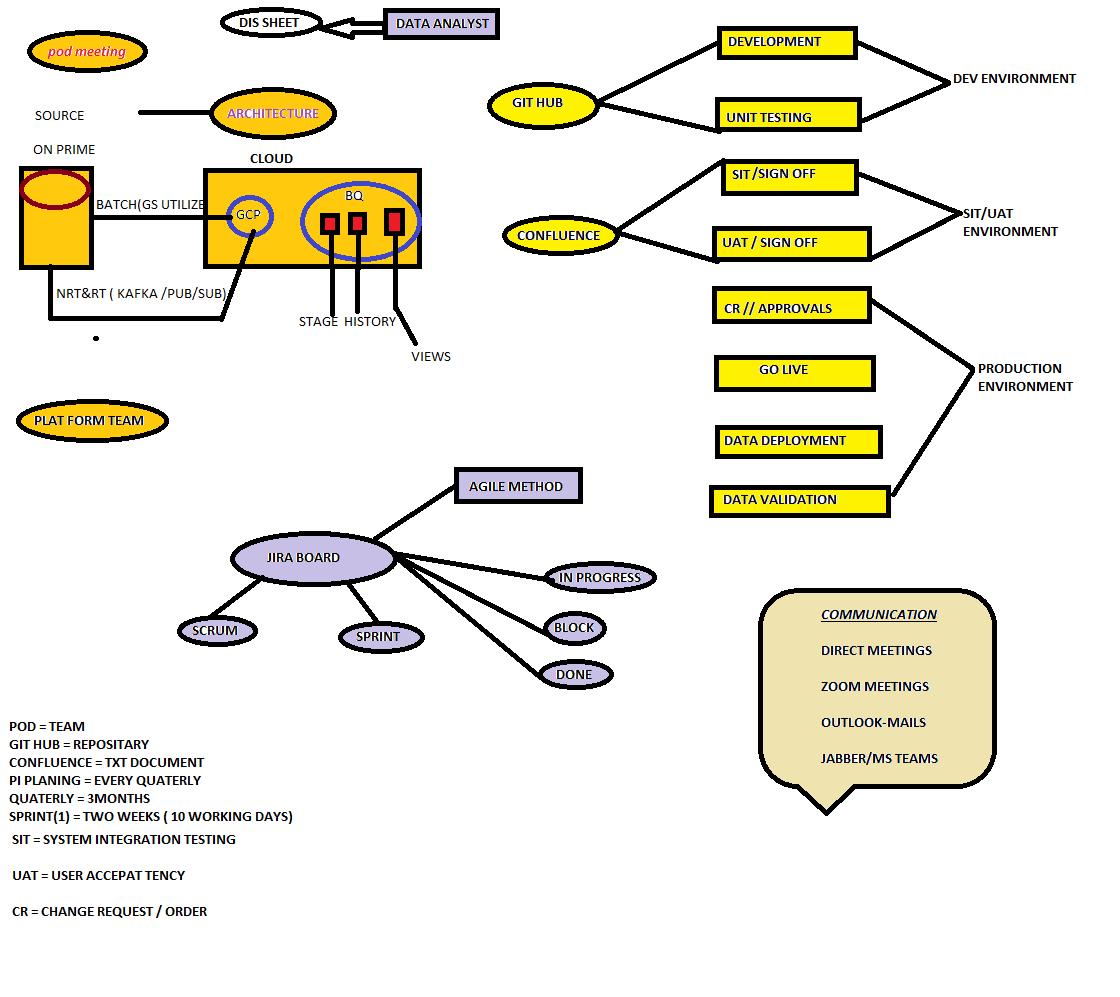 DIS SHEET
DATA ANALYST
pod meeting
SOURCE
ARCHITECTURE
ON PRIME
CLOUD
BATCH(GS UTILIZE
GCP
BQ
NRT&RT ( KAFKA /PUB/SUB)
STAGE
HISTORY
VIEWS
PLAT FORM TEAM
GIT HUB
DEVELOPMENT
UNIT TESTING
DEV ENVIRONMENT
CONFLUENCE
SIT /SIGN OFF
UAT / SIGN OFF
SIT/UAT
ENVIRONMENT
CR // APPROVALS
GO LIVE
DATA DEPLOYMENT
DATA VALIDATION
PRODUCTION
ENVIRONMENT
AGILE METHOD
JIRA BOARD
SCRUM
SPRINT
IN PROGRESS
BLOCK
DONE
COMMUNICATION
DIRECT MEETINGS
ZOOM MEETINGS
OUTLOOK-MAILS
JABBER/MS TEAMS
POD = TEAM
GIT HUB = REPOSITARY
CONFLUENCE = TXT DOCUMENT
PI PLANING = EVERY QUATERLY
QUATERLY = 3MONTHS
SPRINT(1) = TWO WEEKS ( 10 WORKING DAYS)
SIT = SYSTEM INTEGRATION TESTING
UAT = USER ACCEPAT TENCY
CR = CHANGE REQUEST / ORDER